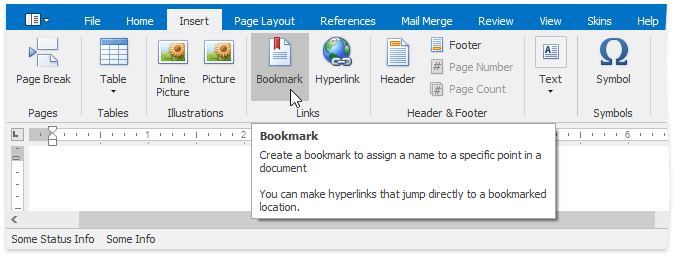 File Home Insert Page Layout References Mail Merge Review View Skins Help
Page Break Table Inline Picture Picture Bookmark Hyperlink Header Footer Page Number Page Count Text Symbol
Pages Tables Illustrations Links Header & Footer Symbols
L 1 2 6
Bookmark
Create a bookmark to assign a name to a specific point in a
document
You can make hyperlinks that jump directly to a bookmarked
location.
Some Status Info Some Info